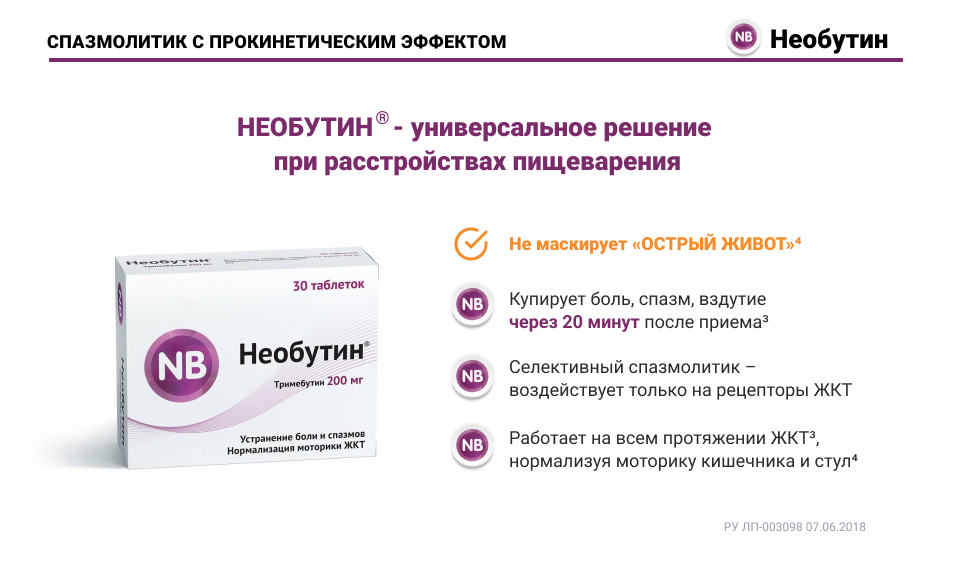 СПАЗМОЛИТИК С ПРОКИНЕТИЧЕСКИМ ЭФФЕКТОМ
NB Необутин
НЕОБУТИН® - универсальное решение
при расстройствах пищеварения
Не маскирует «ОСТРЫЙ ЖИВОТ»⁴
NB
Купирует боль, спазм, вздутие
через 20 минут после приема³
NB
Селективный спазмолитик –
воздействует только на рецепторы ЖКТ
NB
Работает на всем протяжении ЖКТ³,
нормализуя моторику кишечника и стул⁴
Необутин®
Тримебутин 200 мг
30 таблеток
NB
Необутин
NB
Необутин®
Тримебутин 200 мг
Устранение боли и спазмов
Нормализация моторики ЖКТ
РУ ЛП-003098 07.06.2018